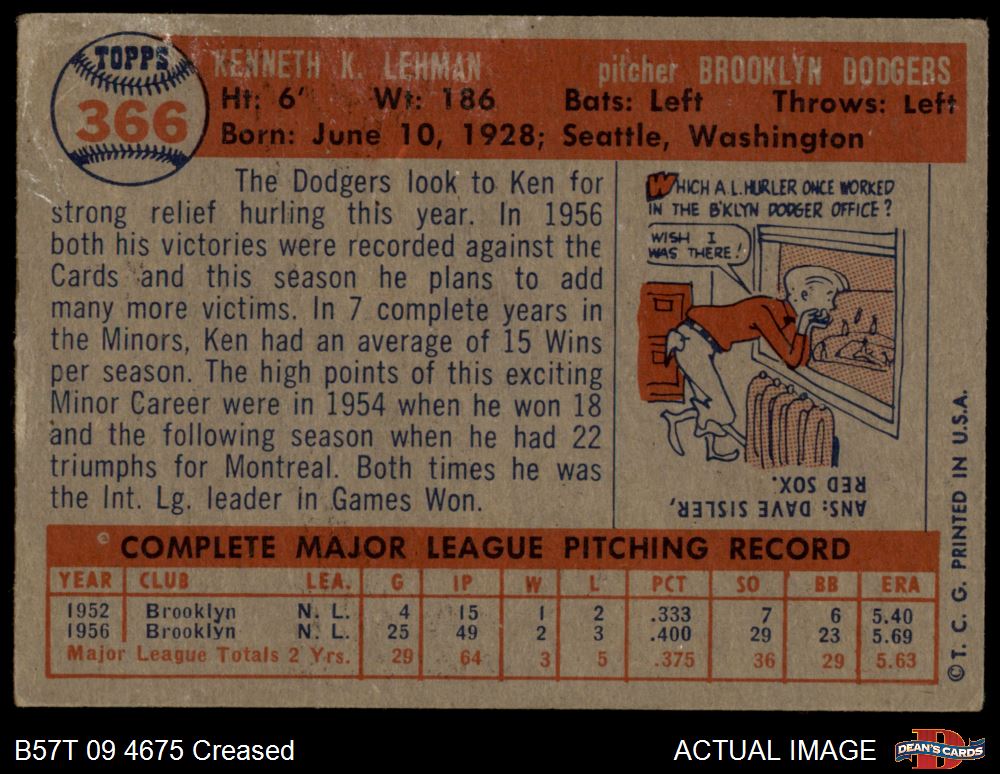 TOPPS
366
KENNETH K. LEHMAN pitcher BROOKLYN DODGERS
Ht: 6' Wt: 186 Bats: Left Throws: Left
Born: June 10, 1928; Seattle, Washington
The Dodgers look to Ken for
strong relief hurling this year. In 1956
both his victories were recorded against the
Cards and this season he plans to add
many more victims. In 7 complete years in
the Minors, Ken had an average of 15 Wins
per season. The high points of this exciting
Minor Career were in 1954 when he won 18
and the following season when he had 22
triumphs for Montreal. Both times he was
the Int. Lg. leader in Games Won.
WHICH A.L. HURLER ONCE WORKED
IN THE B'KLYN DODGER OFFICE?
WISH I
WAS THERE!
ANS: DAVE SISLER,
RED SOX.
COMPLETE MAJOR LEAGUE PITCHING RECORD
YEAR CLUB LEA. G IP W L PCT SO BB ERA
1952 Brooklyn N. L. 4 15 1 2 .333 7 6 5.40
1956 Brooklyn N. L. 25 49 2 3 .400 29 23 5.69
Major League Totals 2 Yrs. 29 64 3 5 .375 36 29 5.63
© T. C. G. PRINTED IN U.S.A.
B57T 09 4675 Creased
ACTUAL IMAGE
D
DEAN'S CARDS